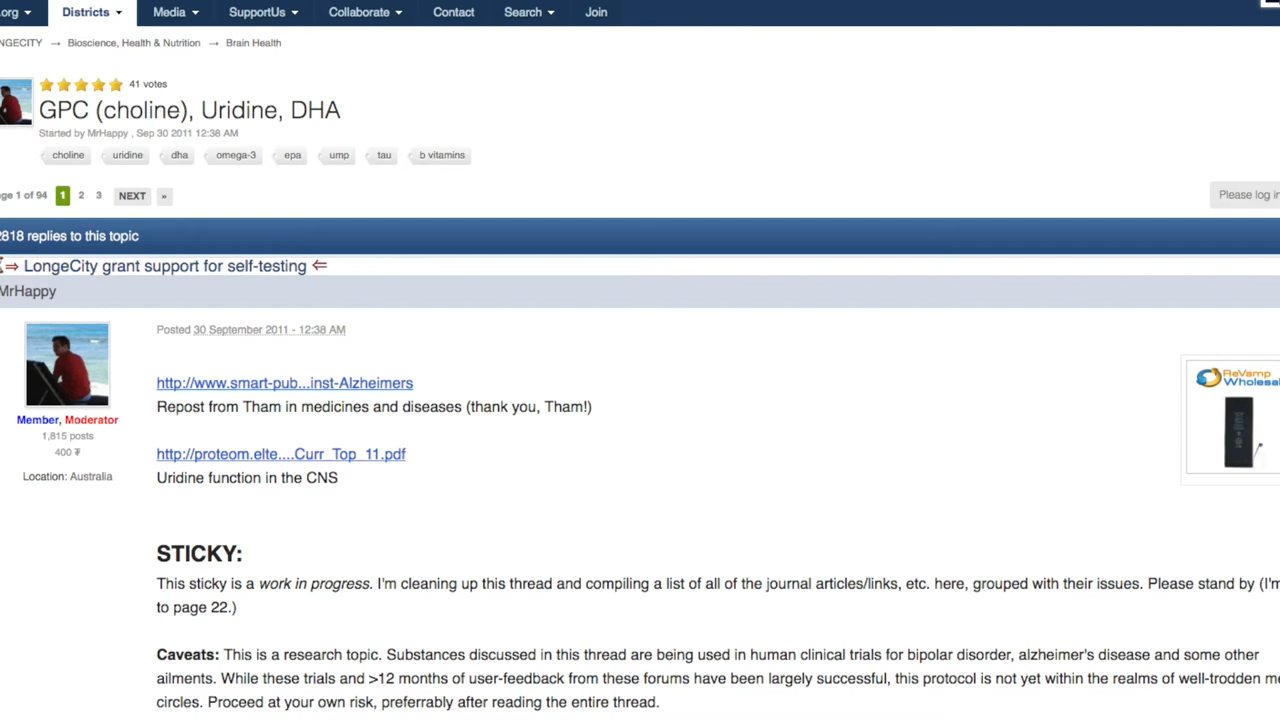 .org Districts Media SupportUs Collaborate Contact Search Join
NGECITY → Bioscience, Health & Nutrition → Brain Health
41 votes
GPC (choline), Uridine, DHA
Started by MrHappy , Sep 30 2011 12:38 AM
choline uridine dha omega-3 epa ump tau b vitamins
ge 1 of 94 1 2 3 NEXT »
Please log in
2818 replies to this topic
⇒ LongeCity grant support for self-testing ⇐
MrHappy
Posted 30 September 2011 - 12:38 AM
http://www.smart-pub...inst-Alzheimers
Repost from Tham in medicines and diseases (thank you, Tham!)
Member, Moderator
1,815 posts
400 ₮
Location: Australia
http://proteom.elte....Curr_Top_11.pdf
Uridine function in the CNS
ReVamp
Wholesal
STICKY:
This sticky is a work in progress. I'm cleaning up this thread and compiling a list of all of the journal articles/links, etc. here, grouped with their issues. Please stand by (I'm
to page 22.)
Caveats: This is a research topic. Substances discussed in this thread are being used in human clinical trials for bipolar disorder, alzheimer's disease and some other
ailments. While these trials and >12 months of user-feedback from these forums have been largely successful, this protocol is not yet within the realms of well-trodden me
circles. Proceed at your own risk, preferrably after reading the entire thread.